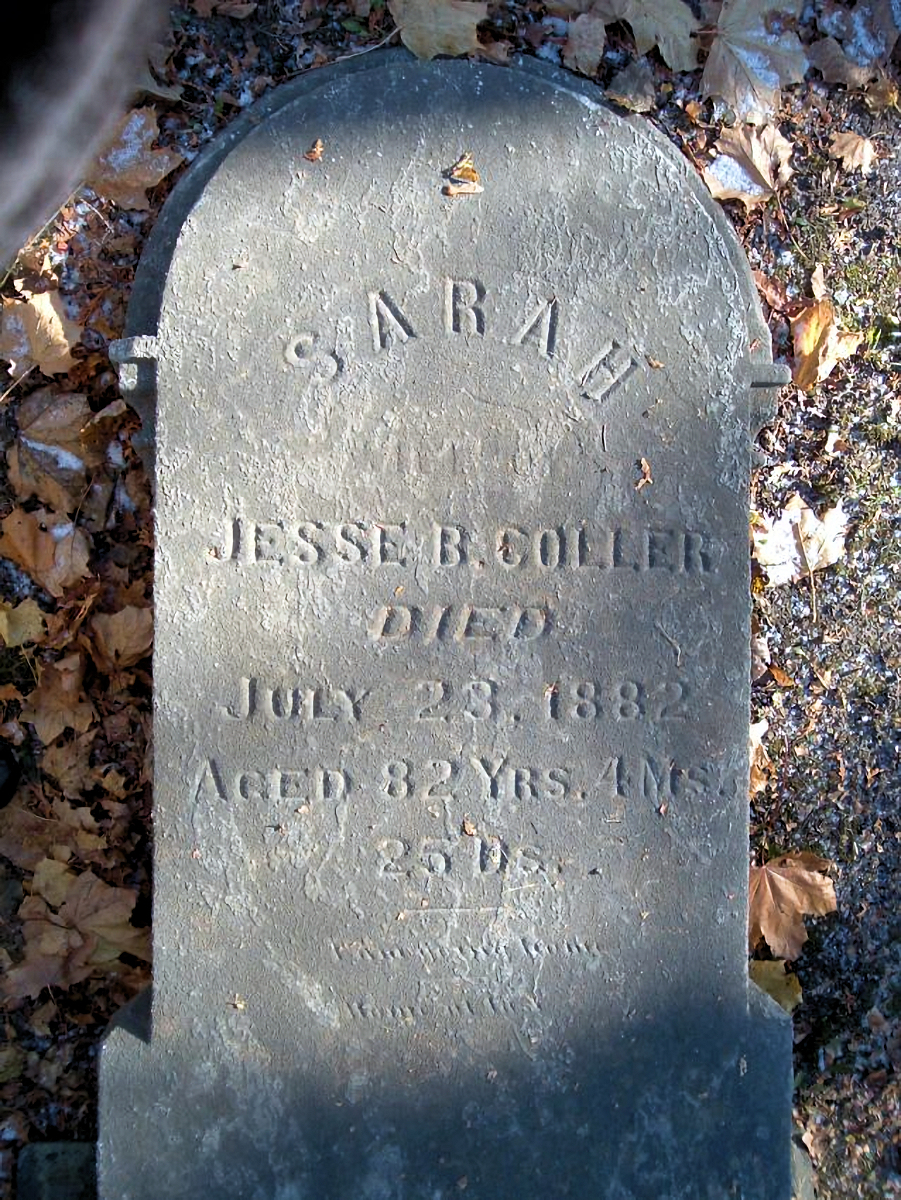 SARAH
JESSE B. COLLER
DIED
JULY 23, 1882
AGED 82 YRS. 4 MS.
25 DS.